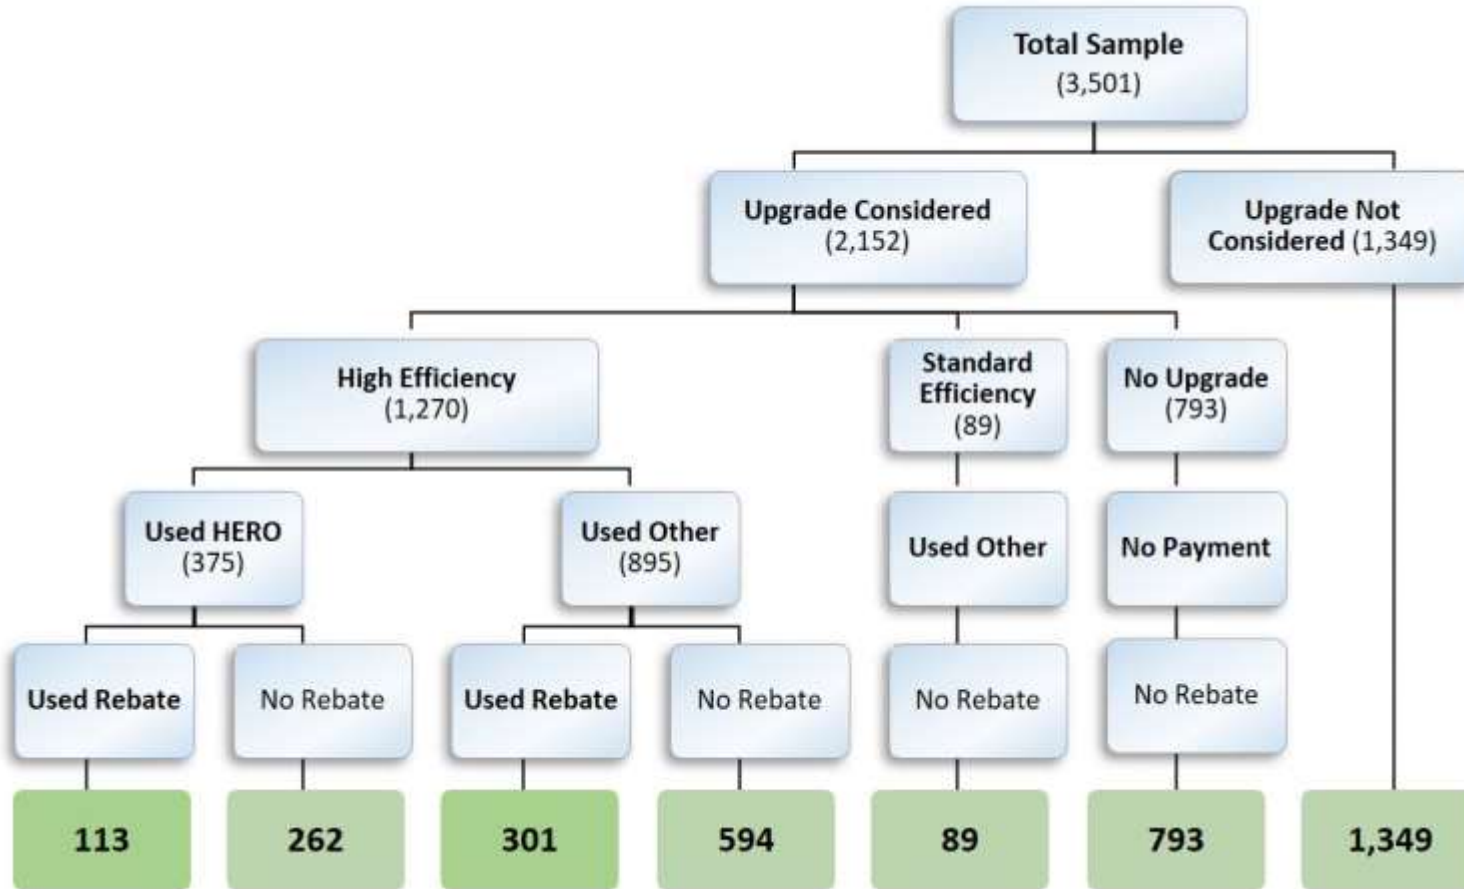 Total Sample
(3,501)
Upgrade Considered
(2,152)
Upgrade Not
Considered (1,349)
High Efficiency
(1,270)
Standard
Efficiency
(89)
No Upgrade
(793)
Used HERO
(375)
Used Other
(895)
Used Other
No Payment
Used Rebate
No Rebate
Used Rebate
No Rebate
No Rebate
No Rebate
113
262
301
594
89
793
1,349